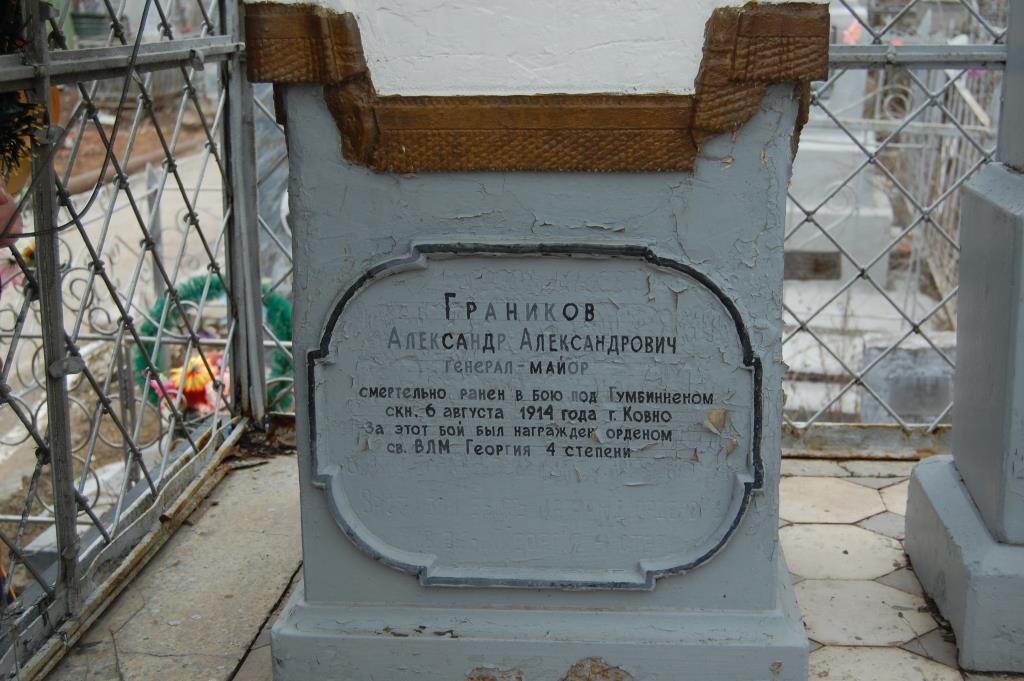 Граников
Александр Александрович
генерал-майор
смертельно ранен в бою под Гумбинненом
скн. 6 августа 1914 года г. Ковно
За этот бой был награжден орденом
св. ВЛМ Георгия 4 степени